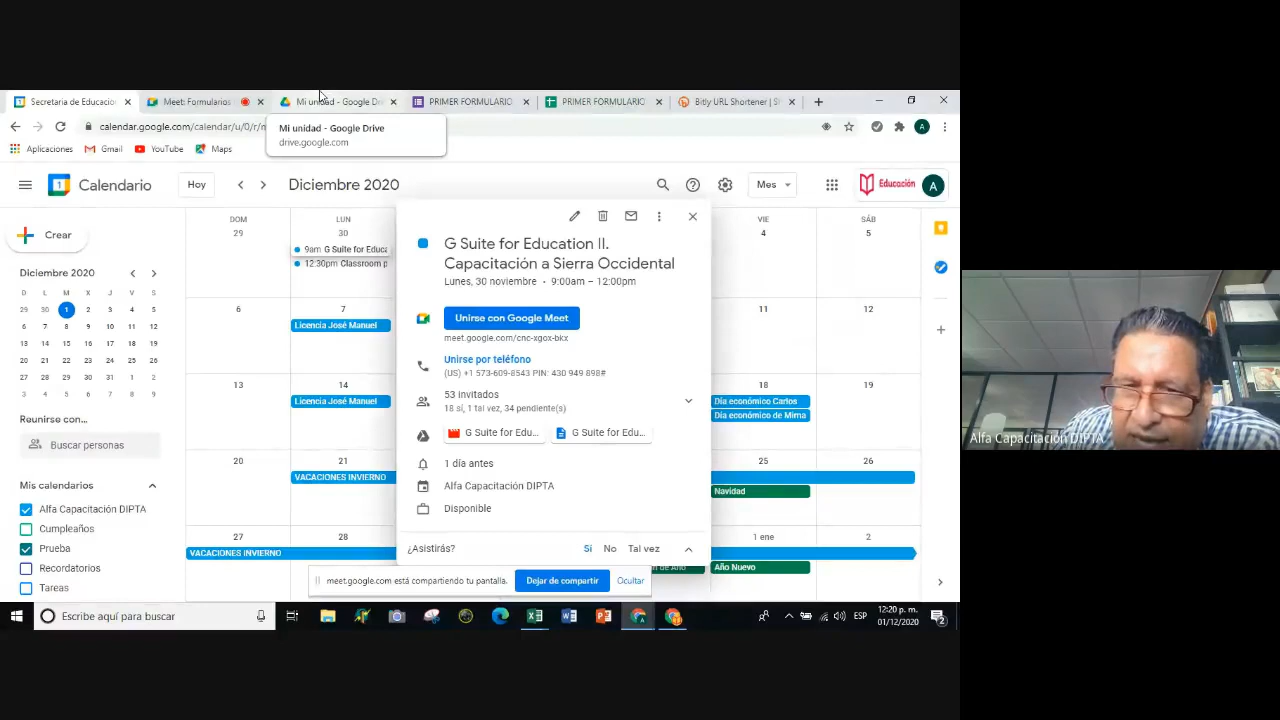 Secretaria de Educacio
Meet: Formularios
Mi unidad - Google Dri
PRIMER FORMULARIO
PRIMER FORMULARIO
Bitly URL Shortener | Sh
calendar.google.com/calendar/u/0/r/m
Mi unidad - Google Drive
drive.google.com
A
Aplicaciones
Gmail
YouTube
Maps
1
Calendario
Hoy
Diciembre 2020
Mes
Educación
A
Crear
Diciembre 2020
D L M M J V S
29 30 1 2 3 4 5
6 7 8 9 10 11 12
13 14 15 16 17 18 19
20 21 22 23 24 25 26
27 28 29 30 31 1 2
3 4 5 6 7 8 9
Reunirse con...
Buscar personas
Mis calendarios
Alfa Capacitación DIPTA
Cumpleaños
Prueba
Recordatorios
Tareas
DOM LUN VIE SÁB
29 30 4 5
9am G Suite for Educa
12:30pm Classroom p
6 7 11 12
Licencia José Manuel
13 14 18 19
Licencia José Manuel
Día económico Carlos
Día económico de Mirna
20 21 25 26
VACACIONES INVIERNO
Navidad
27 28 1 ene 2
VACACIONES INVIERNO
Año Nuevo
G Suite for Education II.
Capacitación a Sierra Occidental
Lunes, 30 noviembre • 9:00am – 12:00pm
Unirse con Google Meet
meet.google.com/cnc-xgox-bkx
Unirse por teléfono
(US) +1 573-609-8543 PIN: 430 949 898#
53 invitados
18 sí, 1 tal vez, 34 pendiente(s)
G Suite for Edu...
G Suite for Edu...
1 día antes
Alfa Capacitación DIPTA
Disponible
¿Asistirás?
Sí
No
Tal vez
meet.google.com está compartiendo tu pantalla.
Dejar de compartir
Ocultar
Escribe aquí para buscar
ESP
12:20 p. m.
01/12/2020
2
Alfa Capacitación DIPTA